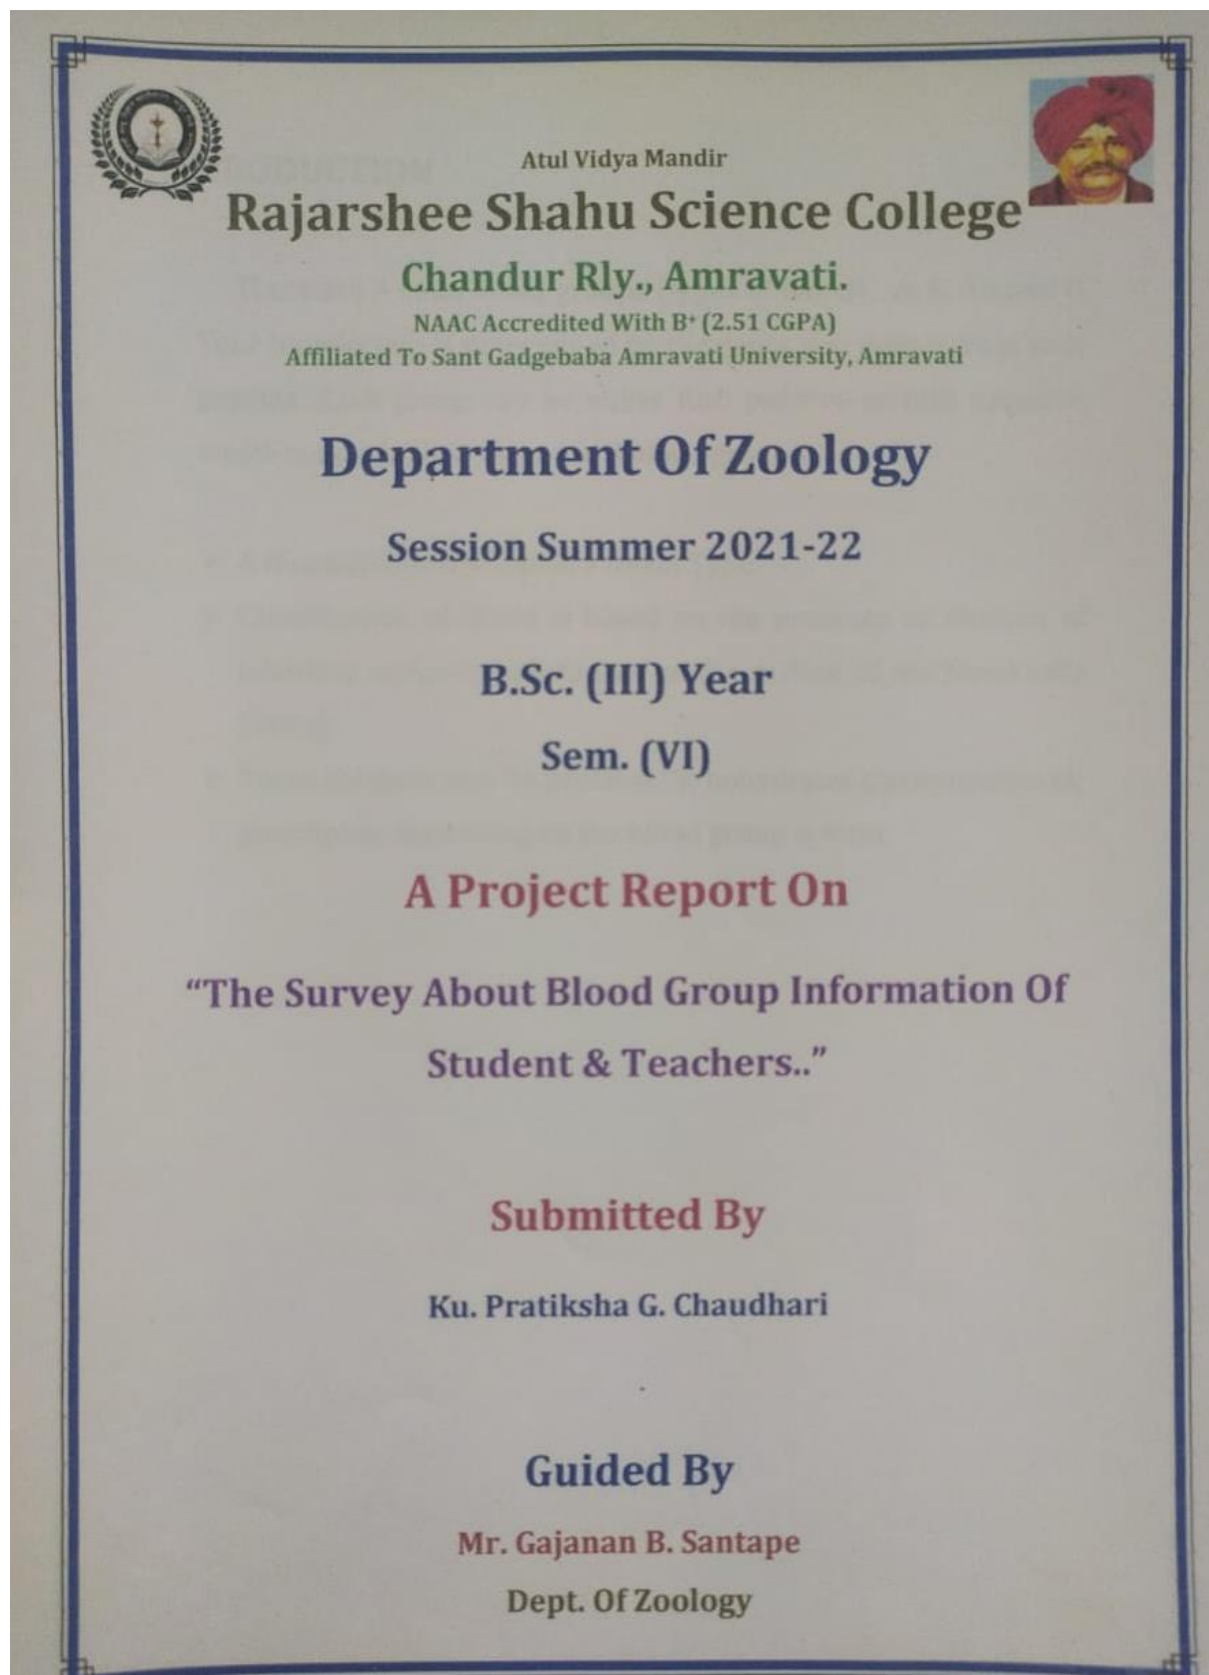 Atul Vidya Mandir
Rajarshee Shahu Science College
Chandur Rly., Amravati.
NAAC Accredited With B⁺ (2.51 CGPA)
Affiliated To Sant Gadgebaba Amravati University, Amravati
Department Of Zoology
Session Summer 2021-22
B.Sc. (III) Year
Sem. (VI)
A Project Report On
“The Survey About Blood Group Information Of
Student & Teachers..”
Submitted By
Ku. Pratiksha G. Chaudhari
Guided By
Mr. Gajanan B. Santape
Dept. Of Zoology